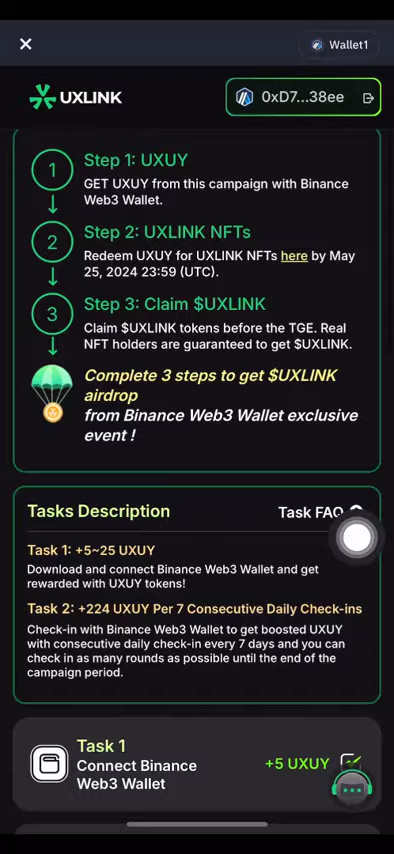 Wallet1
UXLINK
0xD7...38ee
1
Step 1: UXUY
GET UXUY from this campaign with Binance
Web3 Wallet.
2
Step 2: UXLINK NFTs
Redeem UXUY for UXLINK NFTs here by May
25, 2024 23:59 (UTC).
3
Step 3: Claim $UXLINK
Claim $UXLINK tokens before the TGE. Real
NFT holders are guaranteed to get $UXLINK.
Complete 3 steps to get $UXLINK
airdrop
from Binance Web3 Wallet exclusive
event !
Tasks Description
Task FAQ
Task 1: +5~25 UXUY
Download and connect Binance Web3 Wallet and get
rewarded with UXUY tokens!
Task 2: +224 UXUY Per 7 Consecutive Daily Check-ins
Check-in with Binance Web3 Wallet to get boosted UXUY
with consecutive daily check-in every 7 days and you can
check in as many rounds as possible until the end of the
campaign period.
Task 1
Connect Binance
Web3 Wallet
+5 UXUY